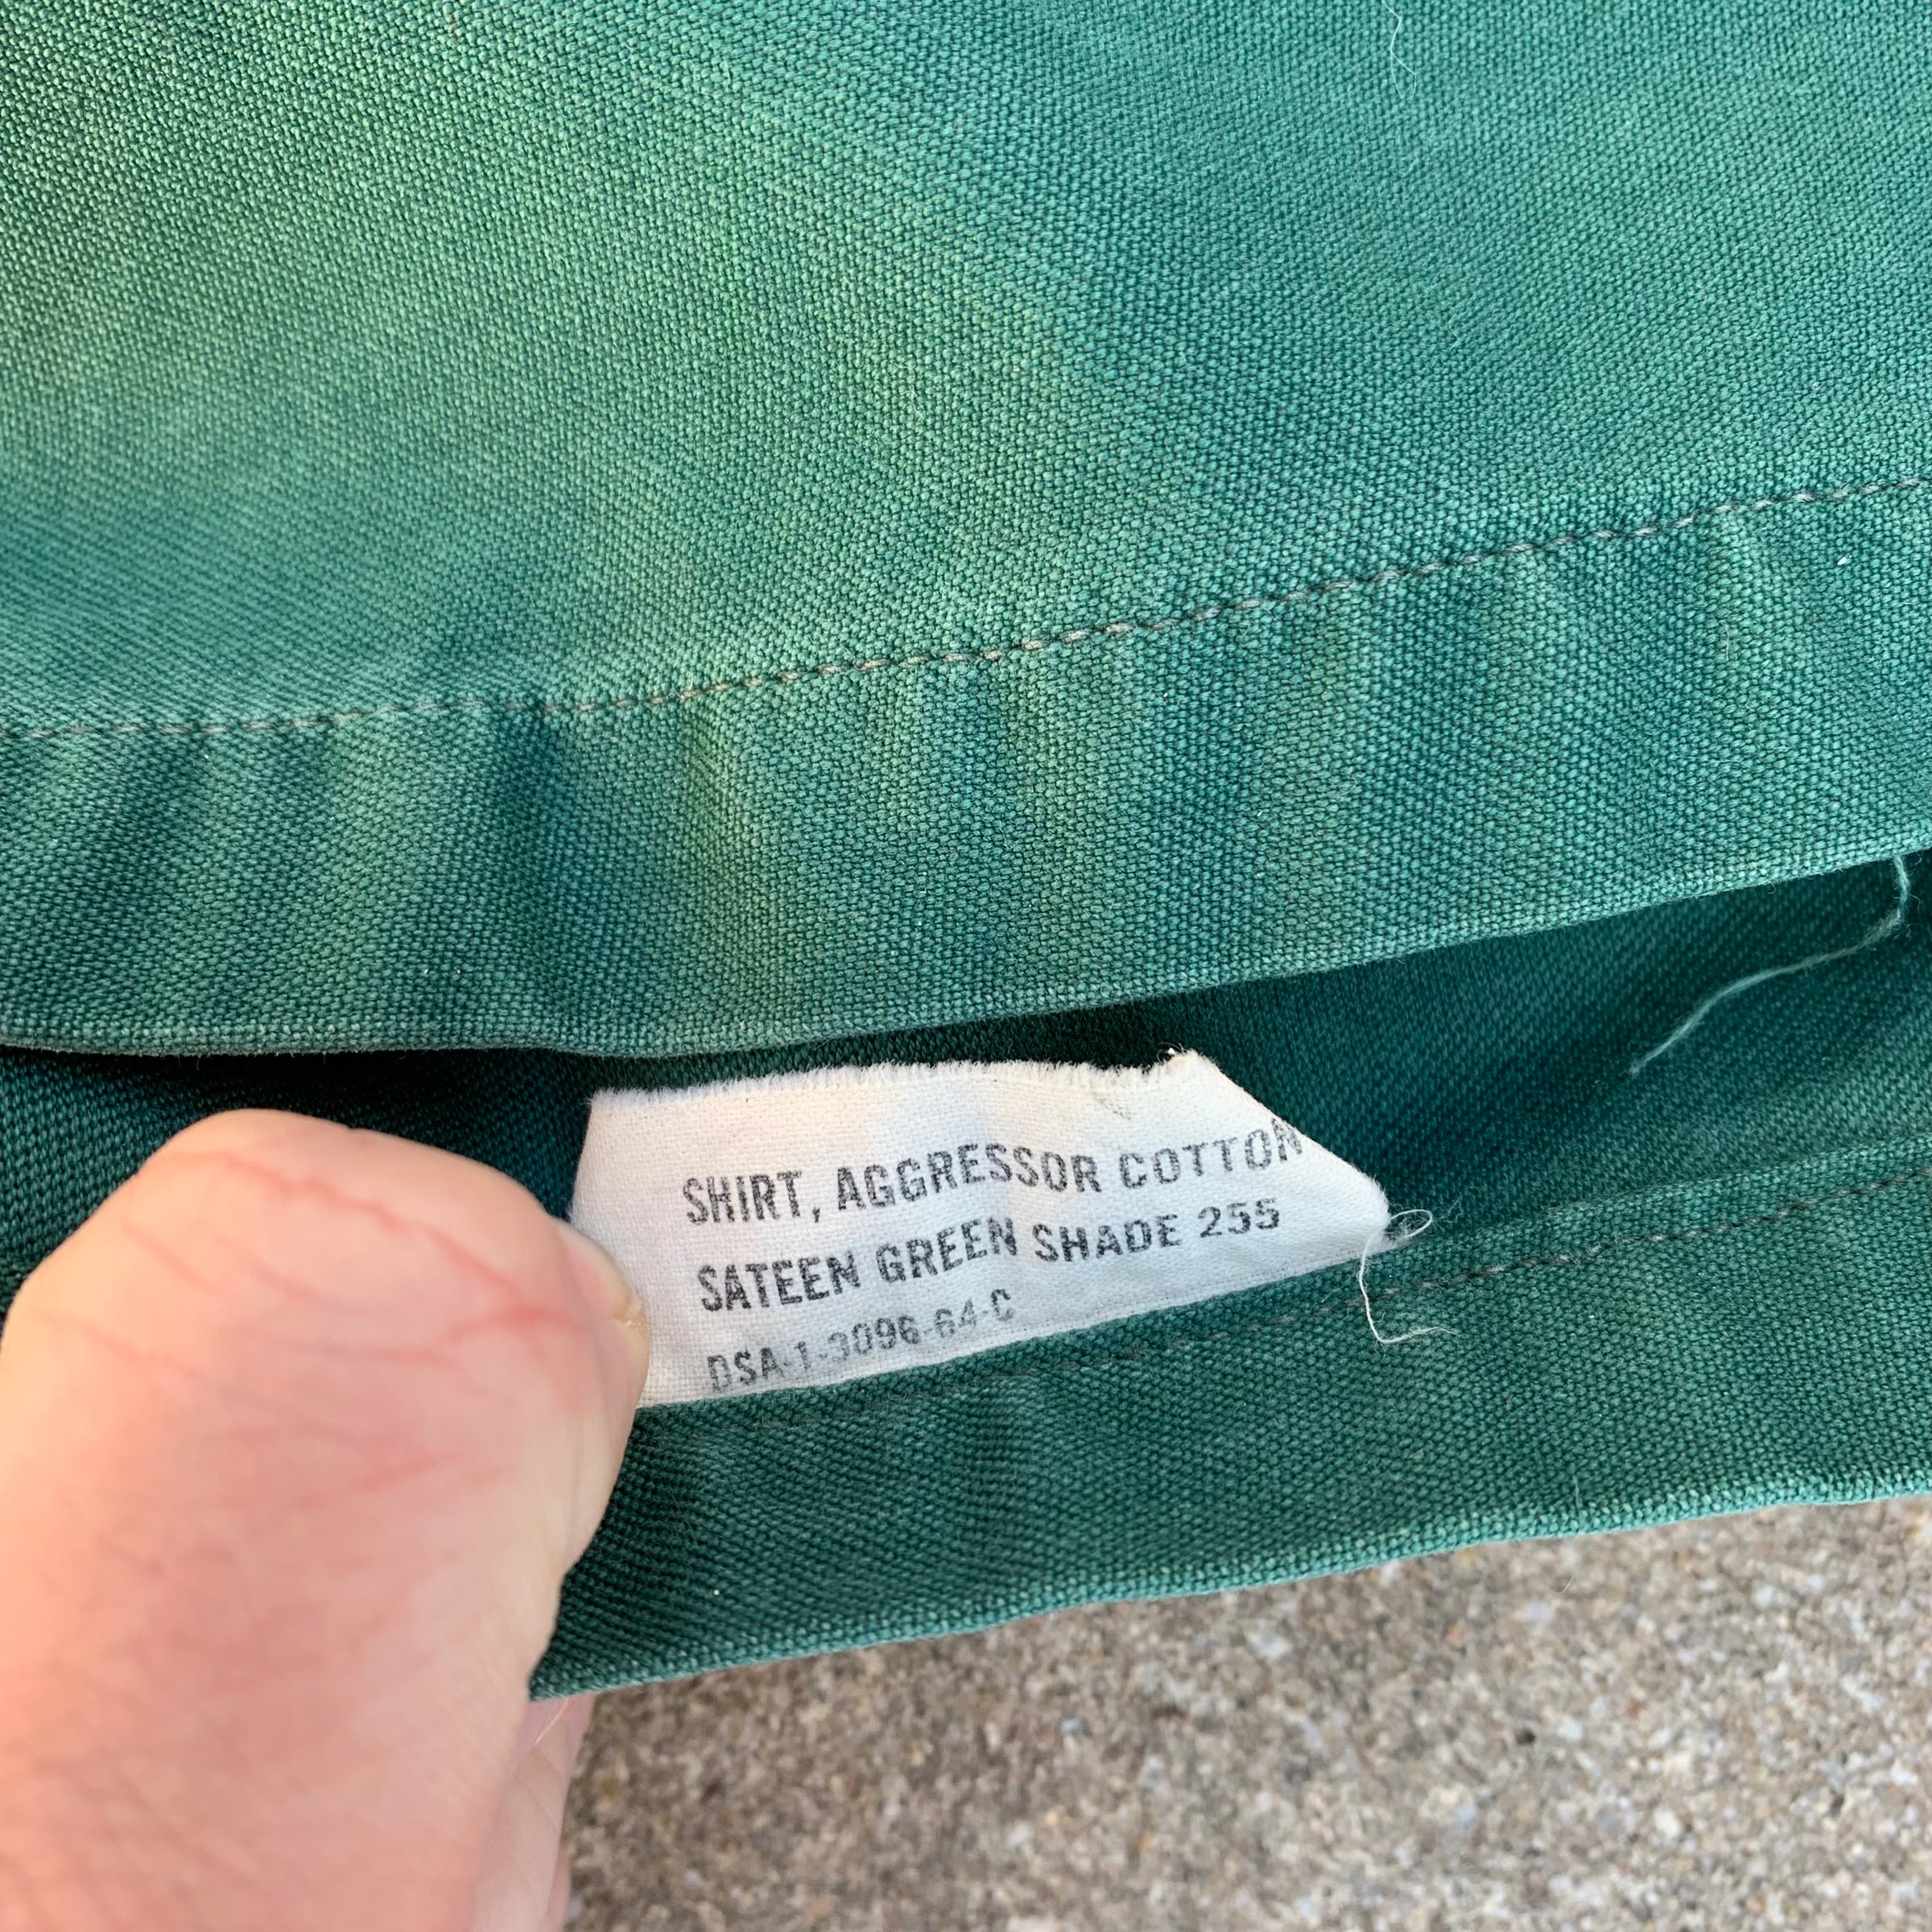 SHIRT, AGGRESSOR COTTON
SATEEN GREEN SHADE 255
DSA-1-3096-64-C